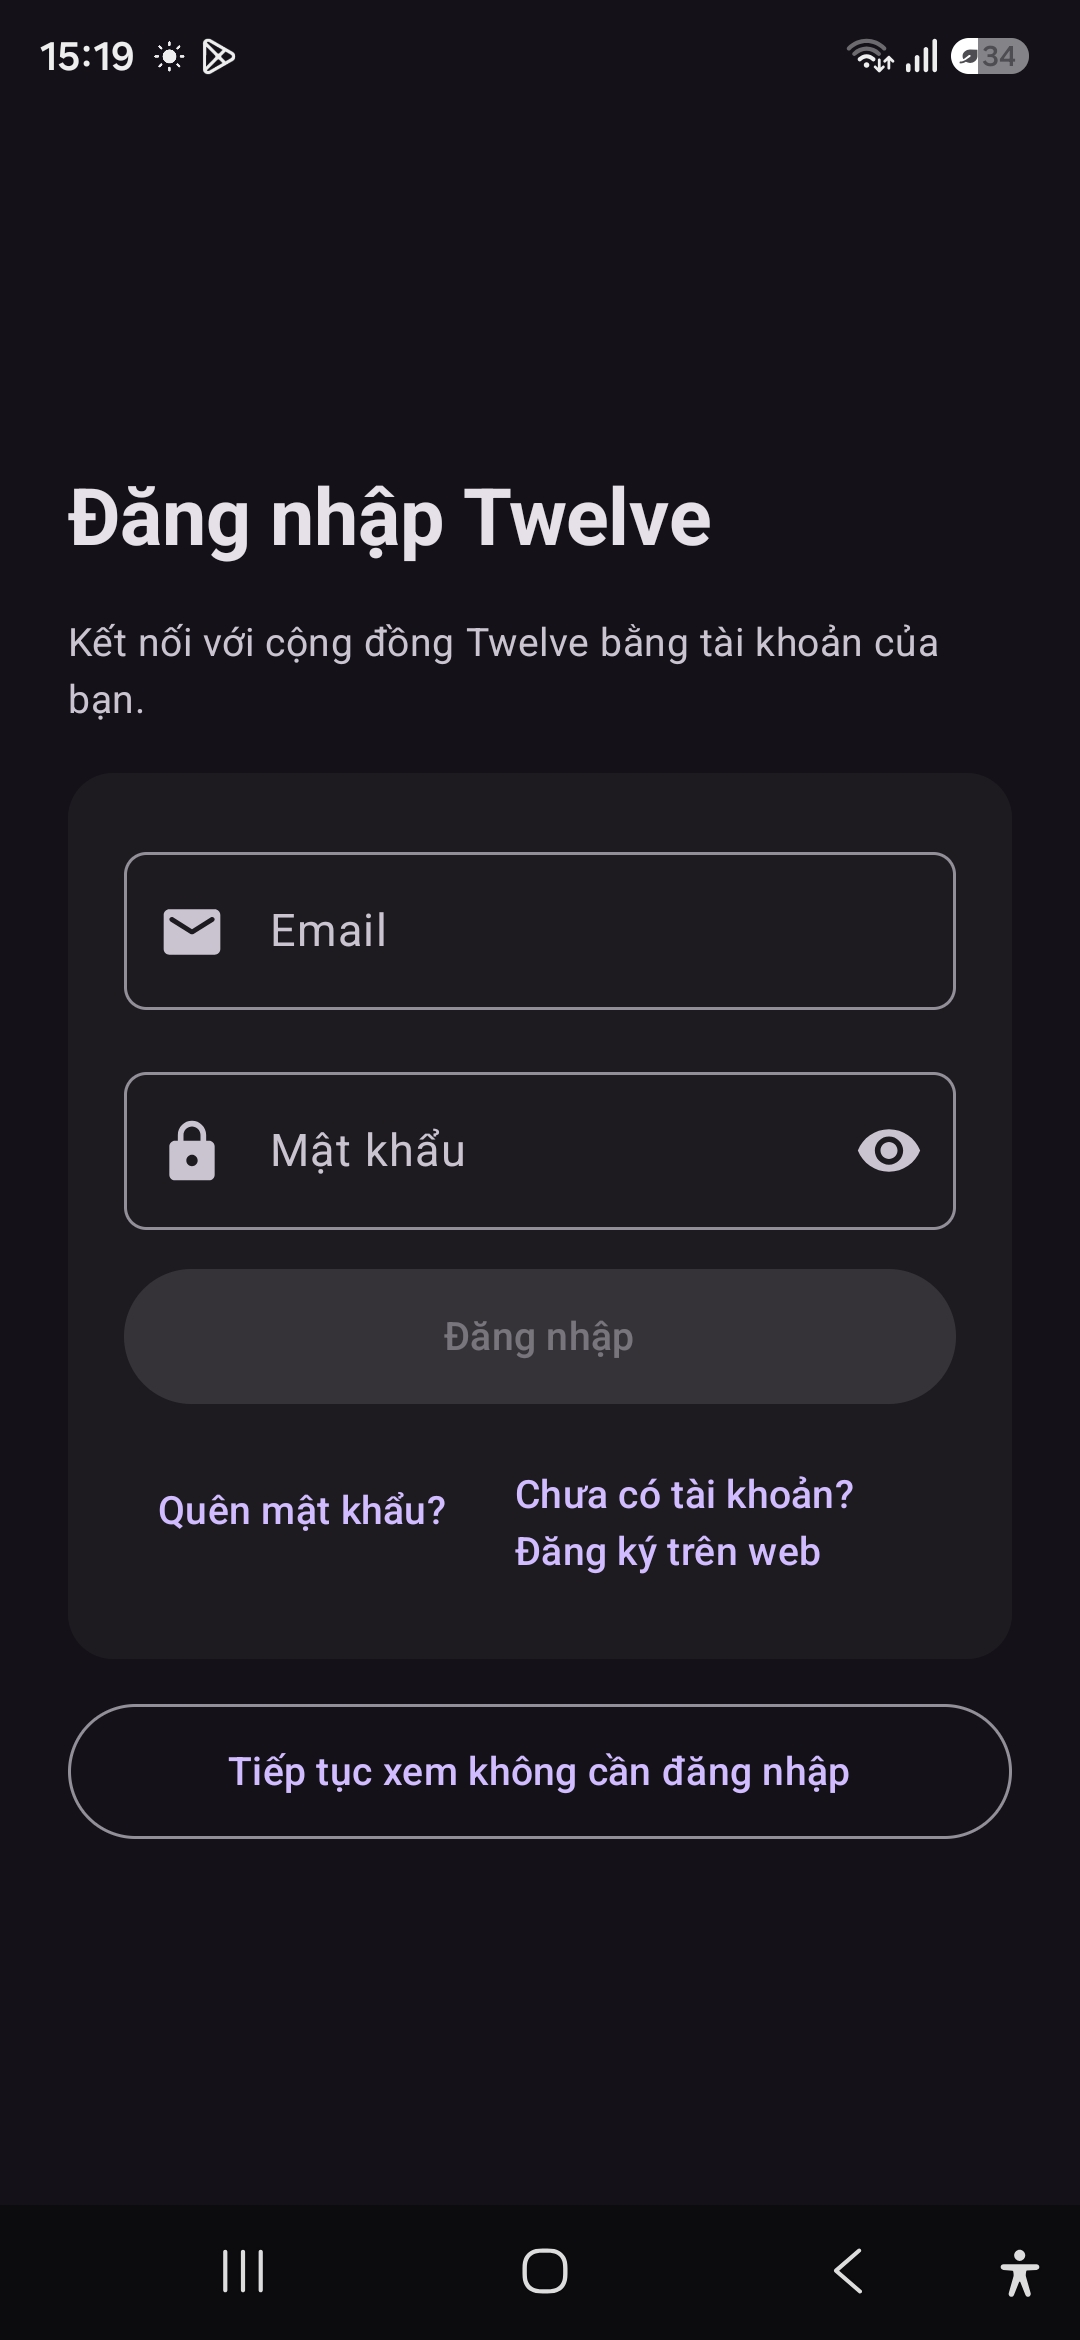 15:19
34
Đăng nhập Twelve
Kết nối với cộng đồng Twelve bằng tài khoản của
bạn.
Email
Mật khẩu
Đăng nhập
Quên mật khẩu?
Chưa có tài khoản?
Đăng ký trên web
Tiếp tục xem không cần đăng nhập